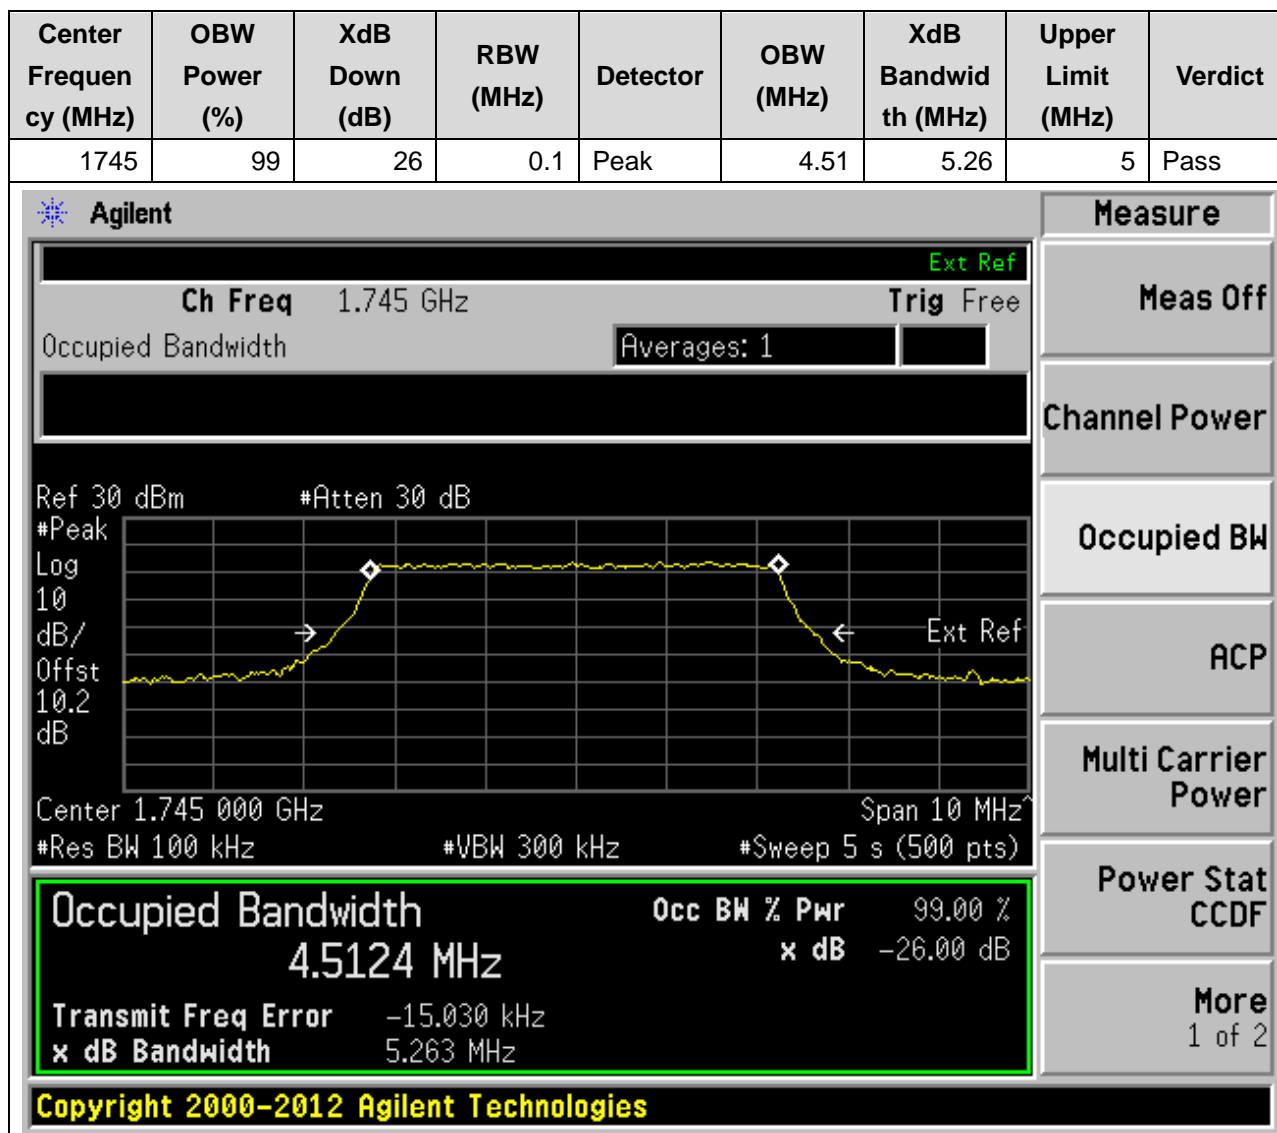 Center Frequen cy (MHz)
OBW Power (%)
XdB Down (dB)
RBW (MHz)
Detector
OBW (MHz)
XdB Bandwid th (MHz)
Upper Limit (MHz)
Verdict
1745 99 26 0.1 Peak 4.51 5.26 5 Pass
Agilent
Measure
Ext Ref
Ch Freq 1.745 GHz Trig Free
Occupied Bandwidth Averages: 1
Meas Off
Channel Power
Occupied BW
ACP
Multi Carrier
Power
Power Stat
CCDF
More
1 of 2
Ref 30 dBm #Atten 30 dB
#Peak
Log
10
dB/
Offst
10.2
dB
Ext Ref
Center 1.745 000 GHz Span 10 MHz^
#Res BW 100 kHz #VBW 300 kHz #Sweep 5 s (500 pts)
Occupied Bandwidth Occ BW % Pwr 99.00 %
4.5124 MHz x dB -26.00 dB
Transmit Freq Error -15.030 kHz
x dB Bandwidth 5.263 MHz
Copyright 2000-2012 Agilent Technologies